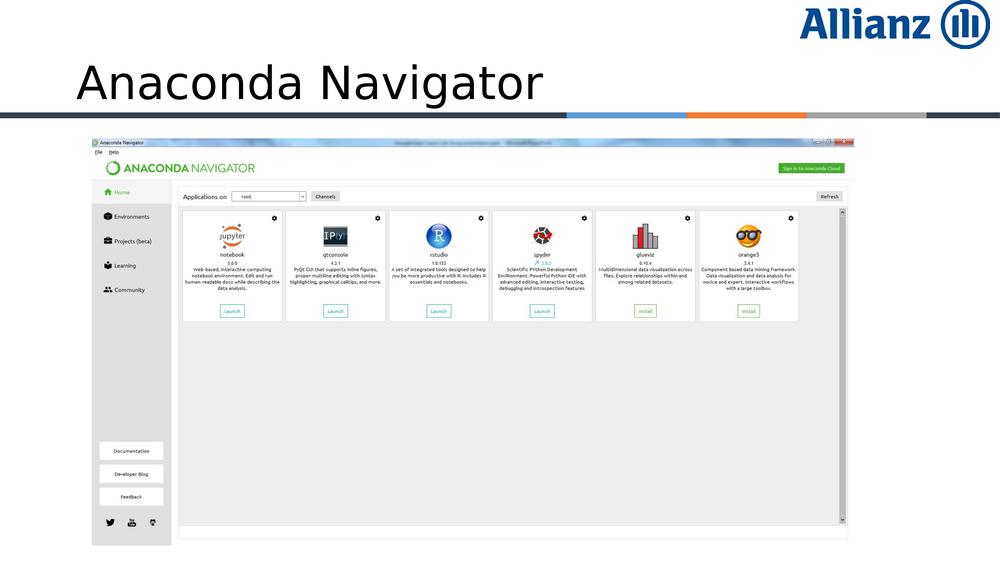 Allianz
Anaconda Navigator
Anaconda Navigator
File Help
ANACONDA NAVIGATOR
Sign in to Anaconda Cloud
Home
Environments
Projects (beta)
Learning
Community
Documentation
Developer Blog
Feedback
Applications on
root
Channels
Refresh
jupyter
notebook
5.0.0
Web-based, interactive computing
notebook environment. Edit and run
human-readable docs while describing the
data analysis.
Launch
IP[y]:
qtconsole
4.3.1
PyQt GUI that supports inline figures,
proper multiline editing with syntax
highlighting, graphical calltips, and more.
Launch
R
rstudio
1.0.153
A set of integrated tools designed to help
you be more productive with R. Includes R
essentials and notebooks.
Launch
spyder
3.2.3
Scientific PYthon Development
EnviRonment. Powerful Python IDE with
advanced editing, interactive testing,
debugging and introspection features
Launch
glueviz
0.10.4
Multidimensional data visualization across
files. Explore relationships within and
among related datasets.
Install
orange3
3.4.1
Component based data mining framework.
Data visualization and data analysis for
novice and expert. Interactive workflows
with a large toolbox.
Install